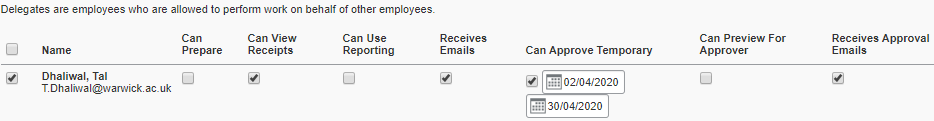 Delegates are employees who are allowed to perform work on behalf of other employees.
Name Can Prepare Can View Receipts Can Use Reporting Receives Emails Can Approve Temporary Can Preview For Approver Receives Approval Emails
Dhaliwal, Tal
T.Dhaliwal@warwick.ac.uk
02/04/2020
30/04/2020